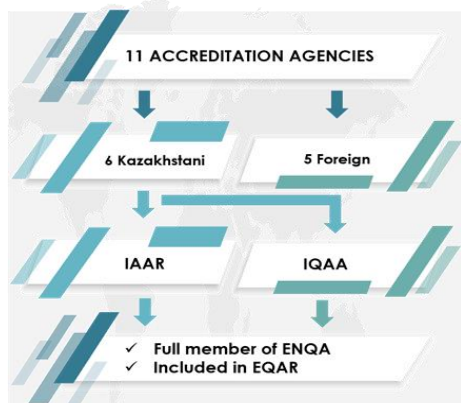 11 ACCREDITATION AGENCIES
6 Kazakhstani
5 Foreign
IAAR
IQAA
✓ Full member of ENQA
✓ Included in EQAR